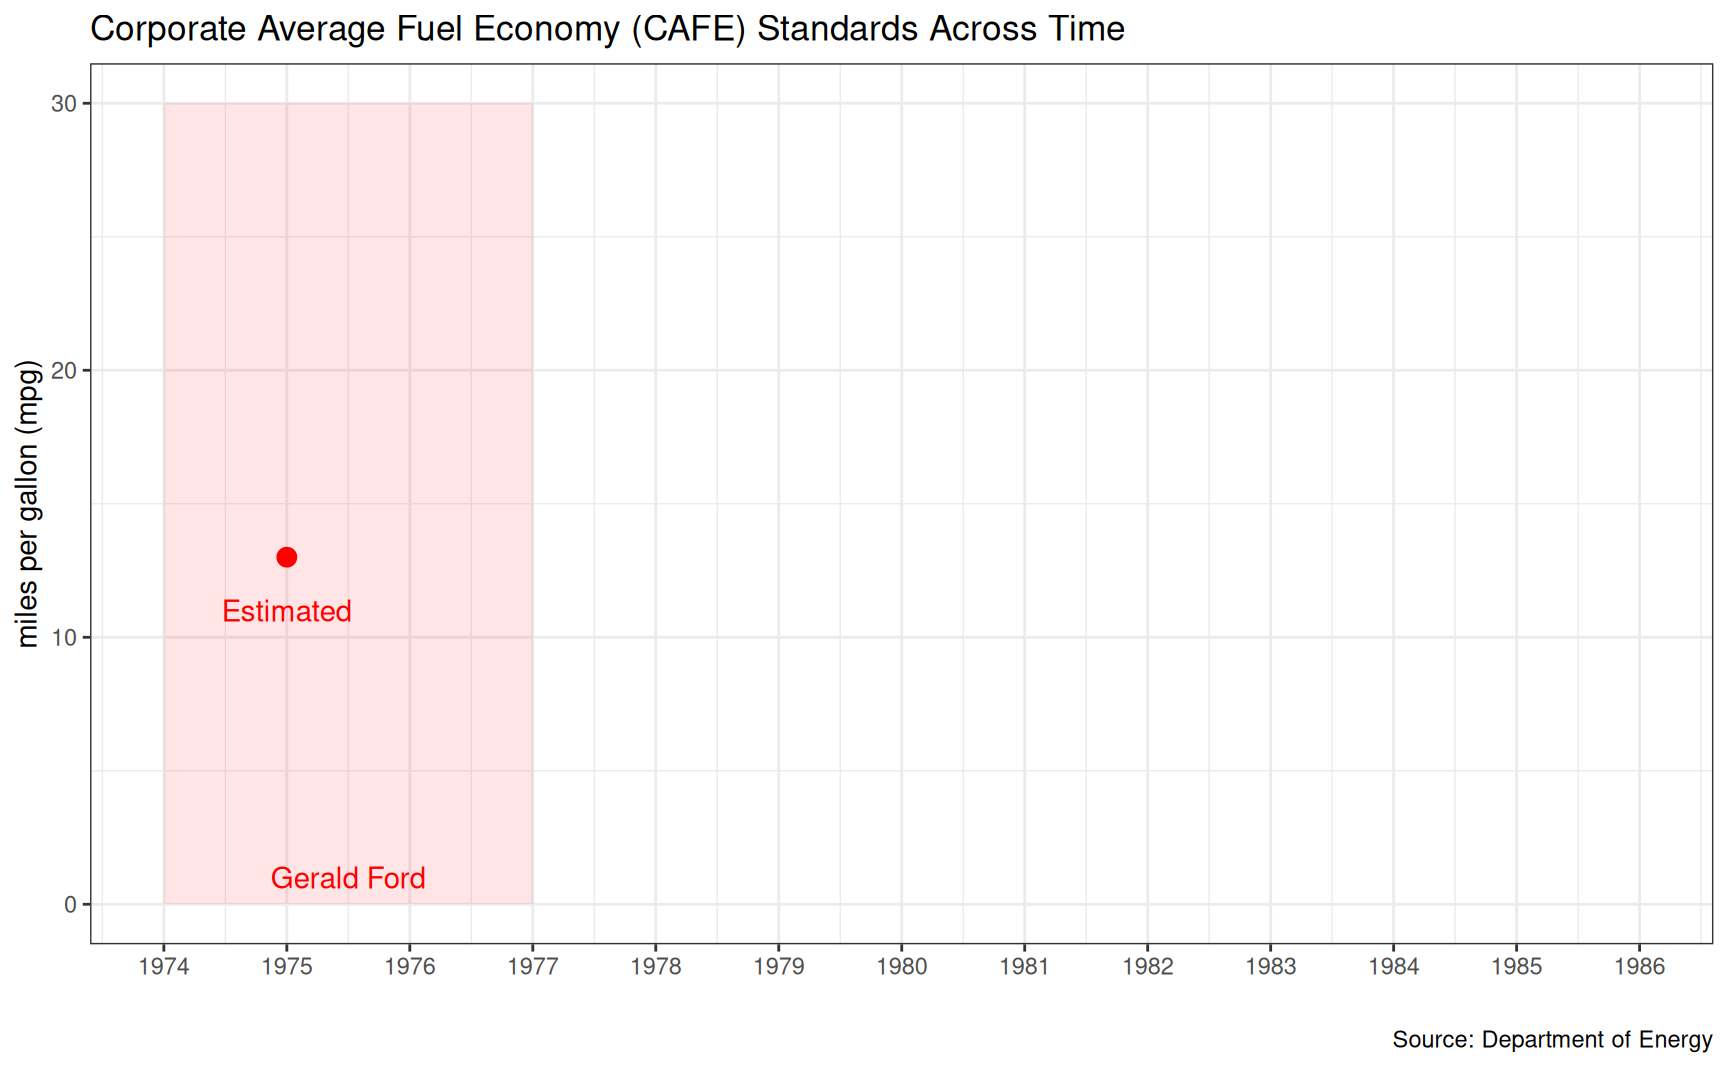 Corporate Average Fuel Economy (CAFE) Standards Across Time
miles per gallon (mpg)
30
20
10
0
Estimated
Gerald Ford
1974 1975 1976 1977 1978 1979 1980 1981 1982 1983 1984 1985 1986
Source: Department of Energy